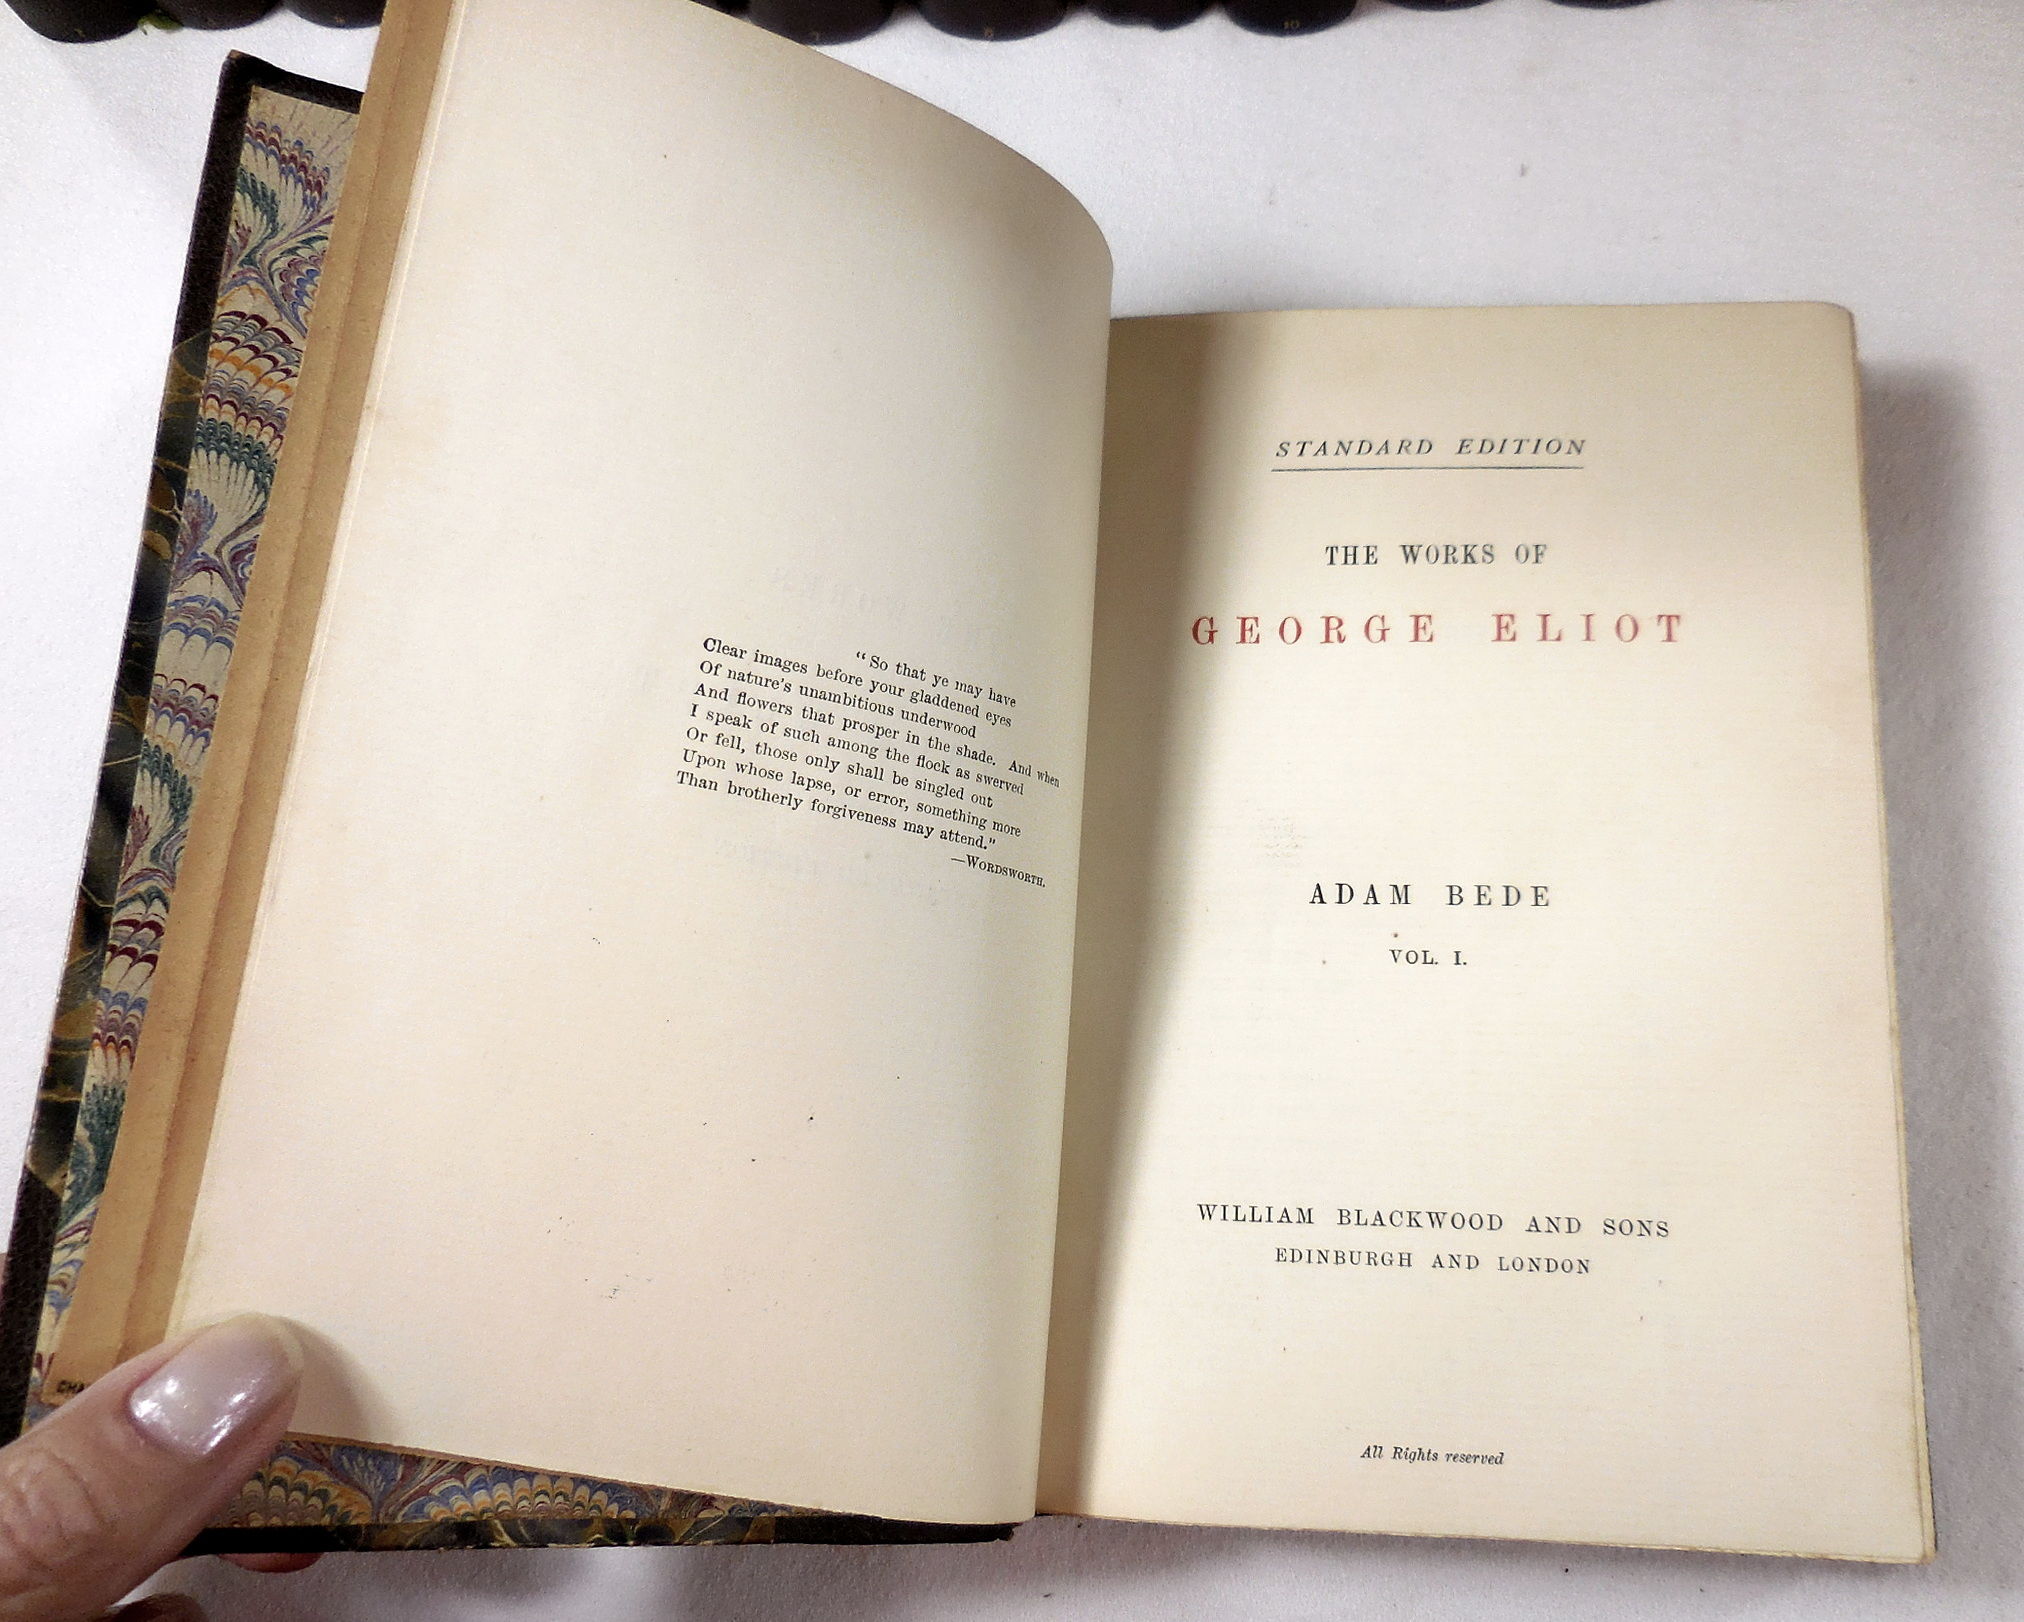 “So that ye may have
Clear images before your gladdened eyes
Of nature's unambitious underwood
And flowers that prosper in the shade. And when
I speak of such among the flock as swerved
Or fell, those only shall be singled out
Upon whose lapse, or error, something more
Than brotherly forgiveness may attend.”
—WORDSWORTH.
STANDARD EDITION
THE WORKS OF
GEORGE ELIOT
ADAM BEDE
VOL. I.
WILLIAM BLACKWOOD AND SONS
EDINBURGH AND LONDON
All Rights reserved